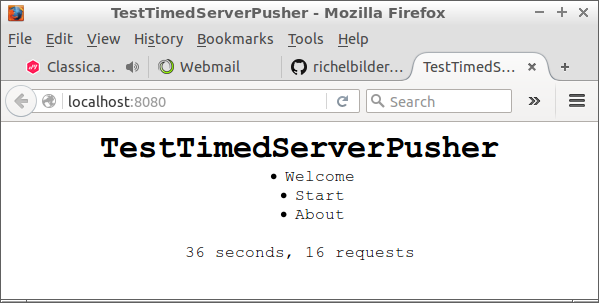 TestTimedServerPusher - Mozilla Firefox
File Edit View History Bookmarks Tools Help
Classica... Webmail richelbilder... TestTimedS...
localhost:8080 Search
TestTimedServerPusher
Welcome
Start
About
36 seconds, 16 requests